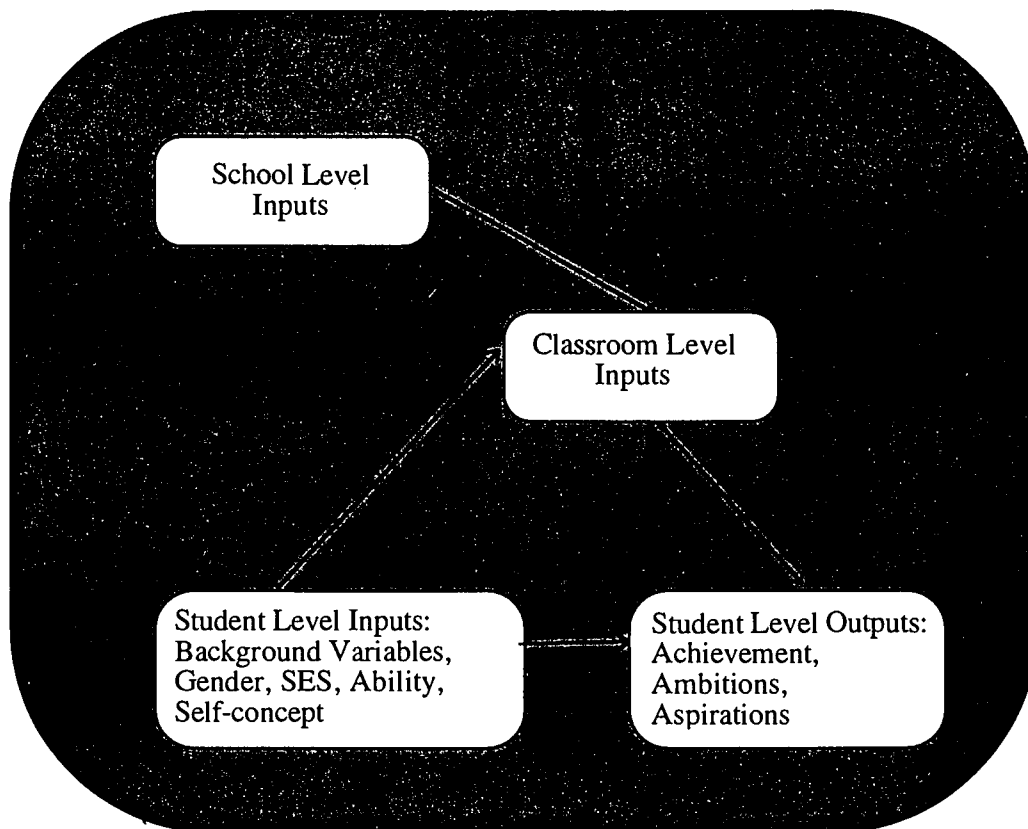 School Level
Inputs
Classroom Level
Inputs
Student Level Inputs:
Background Variables,
Gender, SES, Ability,
Self-concept
Student Level Outputs:
Achievement,
Ambitions,
Aspirations